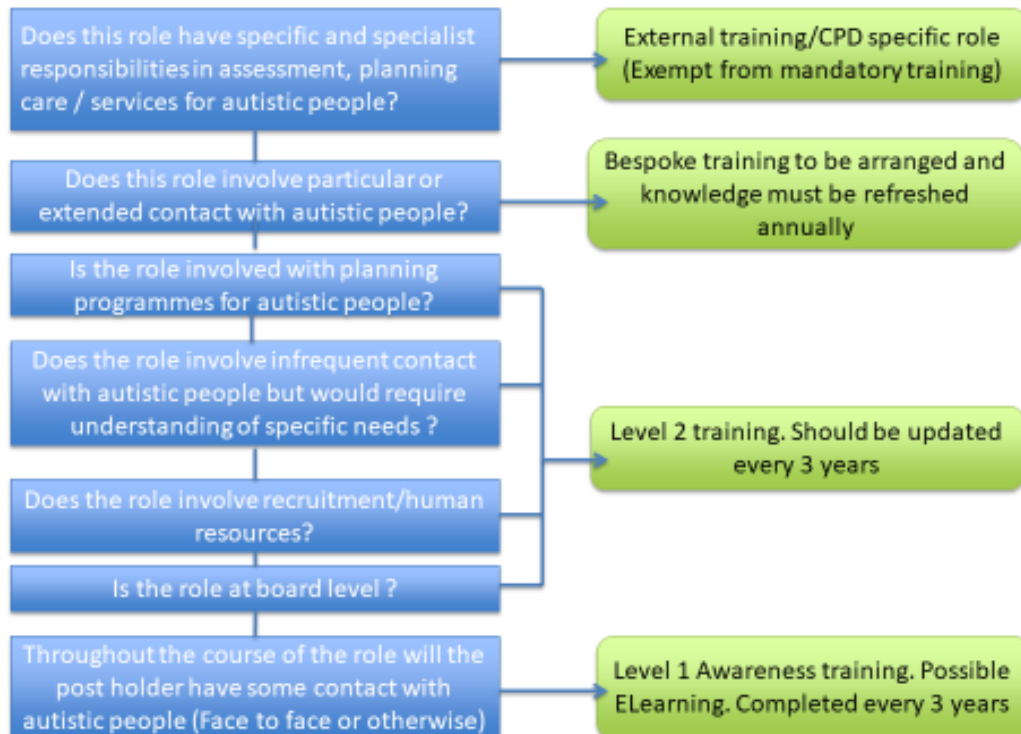 Does this role have specific and specialist
responsibilities in assessment, planning
care / services for autistic people?
External training/CPD specific role
(Exempt from mandatory training)
Does this role involve particular or
extended contact with autistic people?
Bespoke training to be arranged and
knowledge must be refreshed
annually
Is the role involved with planning
programmes for autistic people?
Does the role involve infrequent contact
with autistic people but would require
understanding of specific needs ?
Level 2 training. Should be updated
every 3 years
Does the role involve recruitment/human
resources?
Is the role at board level ?
Throughout the course of the role will the
post holder have some contact with
autistic people (Face to face or otherwise)
Level 1 Awareness training. Possible
ELearning. Completed every 3 years